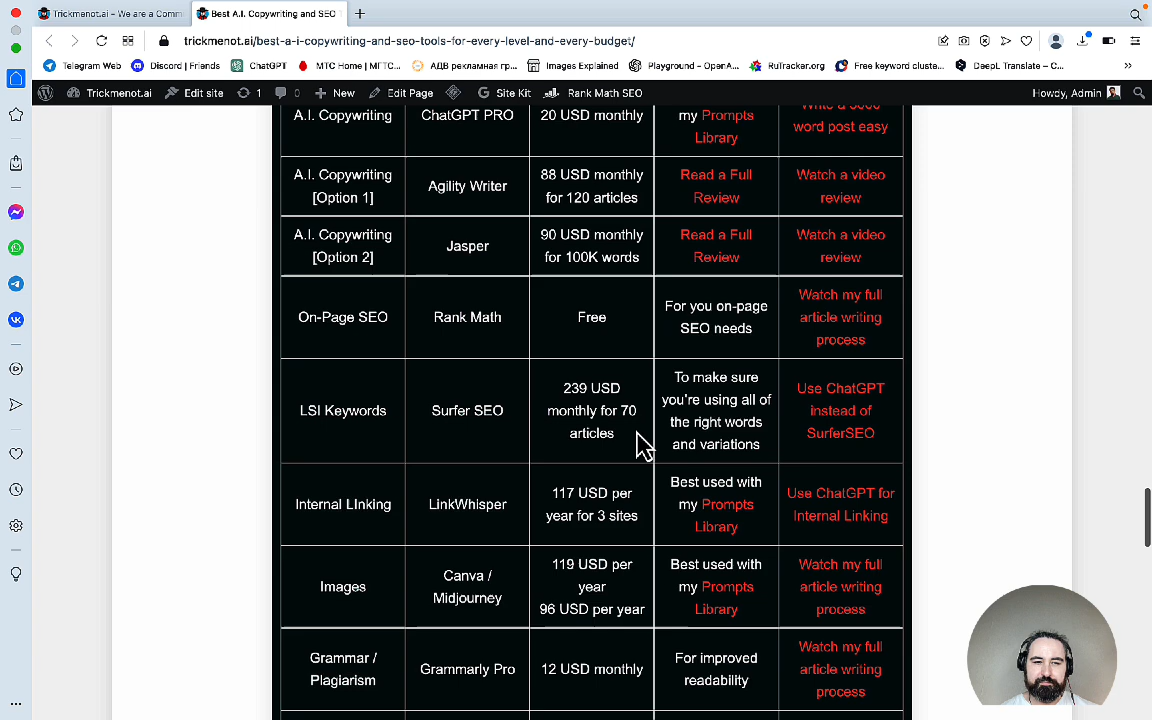 Trickmenot.ai – We are a Comm
Best A.I. Copywriting and SEO T
trickmenot.ai/best-a-i-copywriting-and-seo-tools-for-every-level-and-every-budget/
Telegram Web
Discord | Friends
ChatGPT
МТС Home | МГТС...
АДВ рекламная гр...
Images Explained
Playground – OpenA...
RuTracker.org
Free keyword cluste...
DeepL Translate – C...
Trickmenot.ai
Edit site
1
0
New
Edit Page
Site Kit
Rank Math SEO
Howdy, Admin
A.I. Copywriting
ChatGPT PRO
20 USD monthly
my Prompts
Library
Write a 5000
word post easy
A.I. Copywriting
[Option 1]
Agility Writer
88 USD monthly
for 120 articles
Read a Full
Review
Watch a video
review
A.I. Copywriting
[Option 2]
Jasper
90 USD monthly
for 100K words
Read a Full
Review
Watch a video
review
On-Page SEO
Rank Math
Free
For you on-page
SEO needs
Watch my full
article writing
process
LSI Keywords
Surfer SEO
239 USD
monthly for 70
articles
To make sure
you're using all of
the right words
and variations
Use ChatGPT
instead of
SurferSEO
Internal LInking
LinkWhisper
117 USD per
year for 3 sites
Best used with
my Prompts
Library
Use ChatGPT for
Internal Linking
Images
Canva /
Midjourney
119 USD per
year
96 USD per year
Best used with
my Prompts
Library
Watch my full
article writing
process
Grammar /
Plagiarism
Grammarly Pro
12 USD monthly
For improved
readability
Watch my full
article writing
process